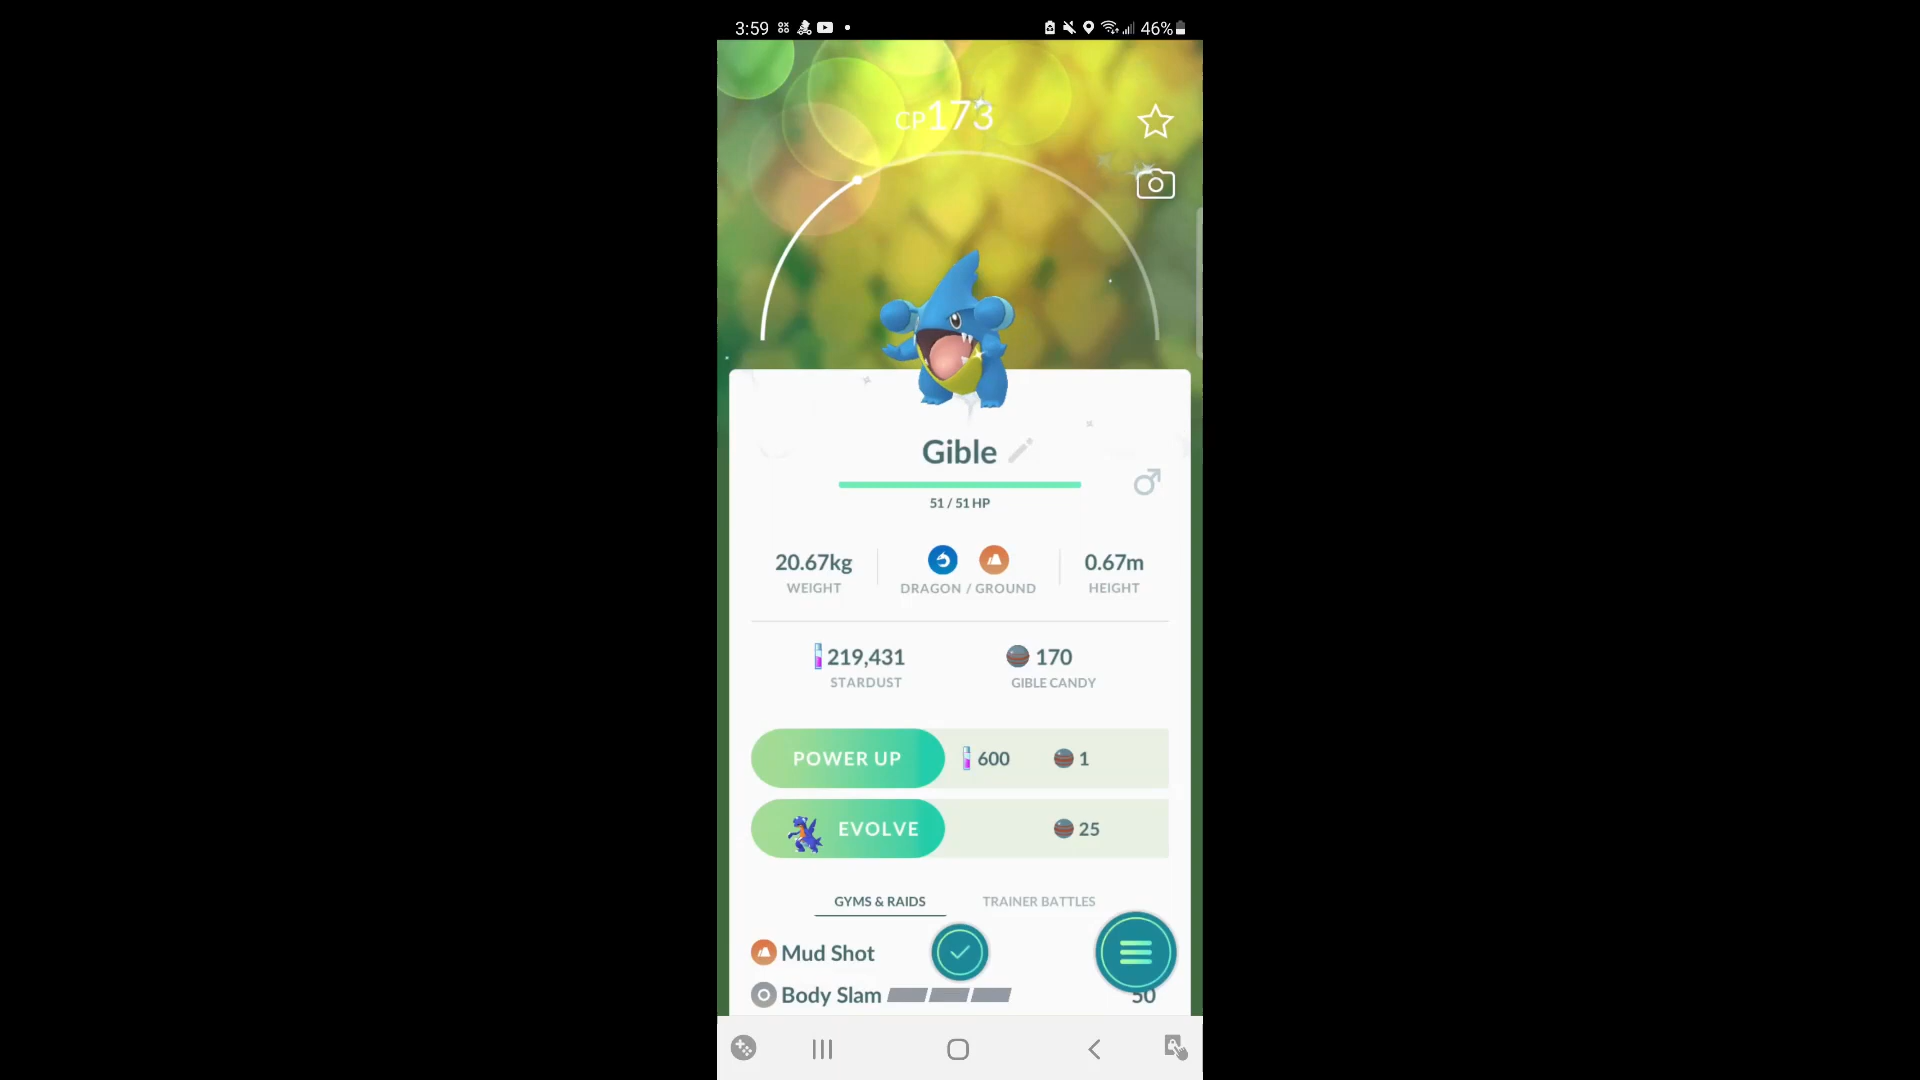 3:59 46%
CP173
Gible
51 / 51 HP
20.67kg 0.67m
WEIGHT DRAGON / GROUND HEIGHT
219,431 170
STARDUST GIBLE CANDY
POWER UP 600 1
EVOLVE 25
GYMS & RAIDS TRAINER BATTLES
Mud Shot
Body Slam 50